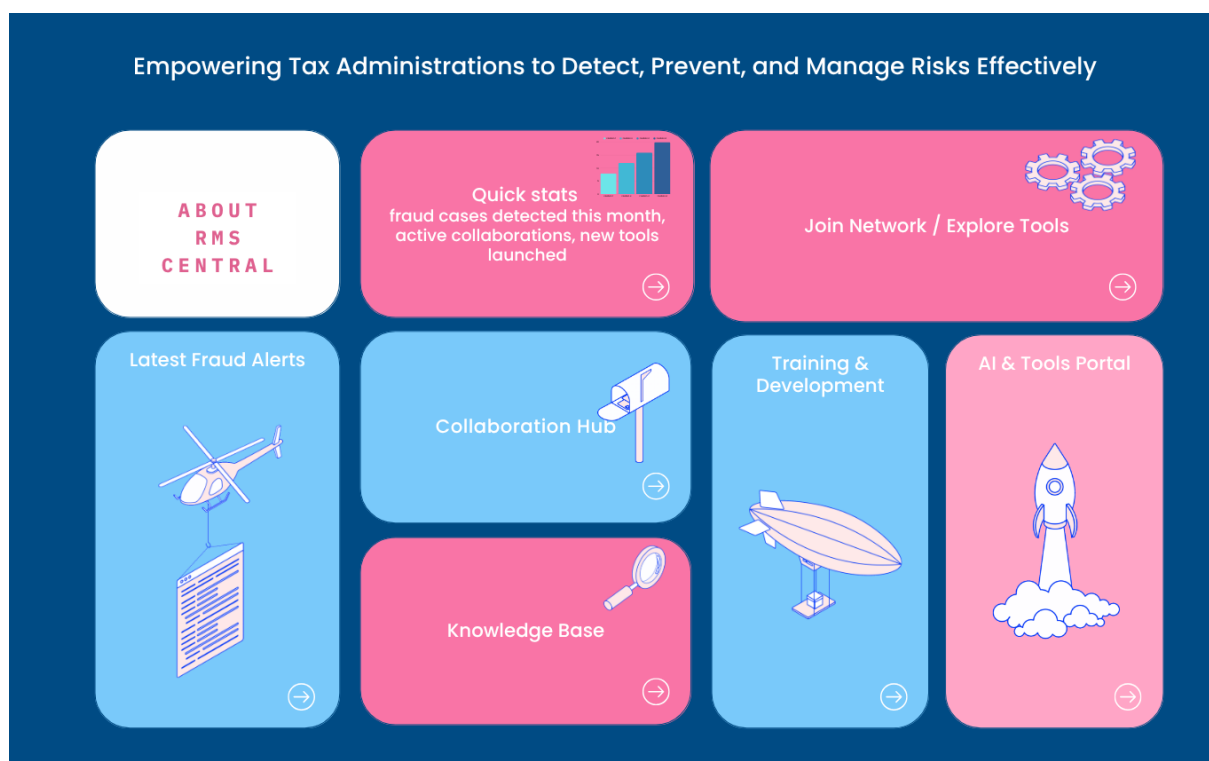 Empowering Tax Administrations to Detect, Prevent, and Manage Risks Effectively
ABOUT
RMS
CENTRAL
Quick stats
fraud cases detected this month,
active collaborations, new tools
launched
Join Network / Explore Tools
Latest Fraud Alerts
Collaboration Hub
Training &
Development
AI & Tools Portal
Knowledge Base